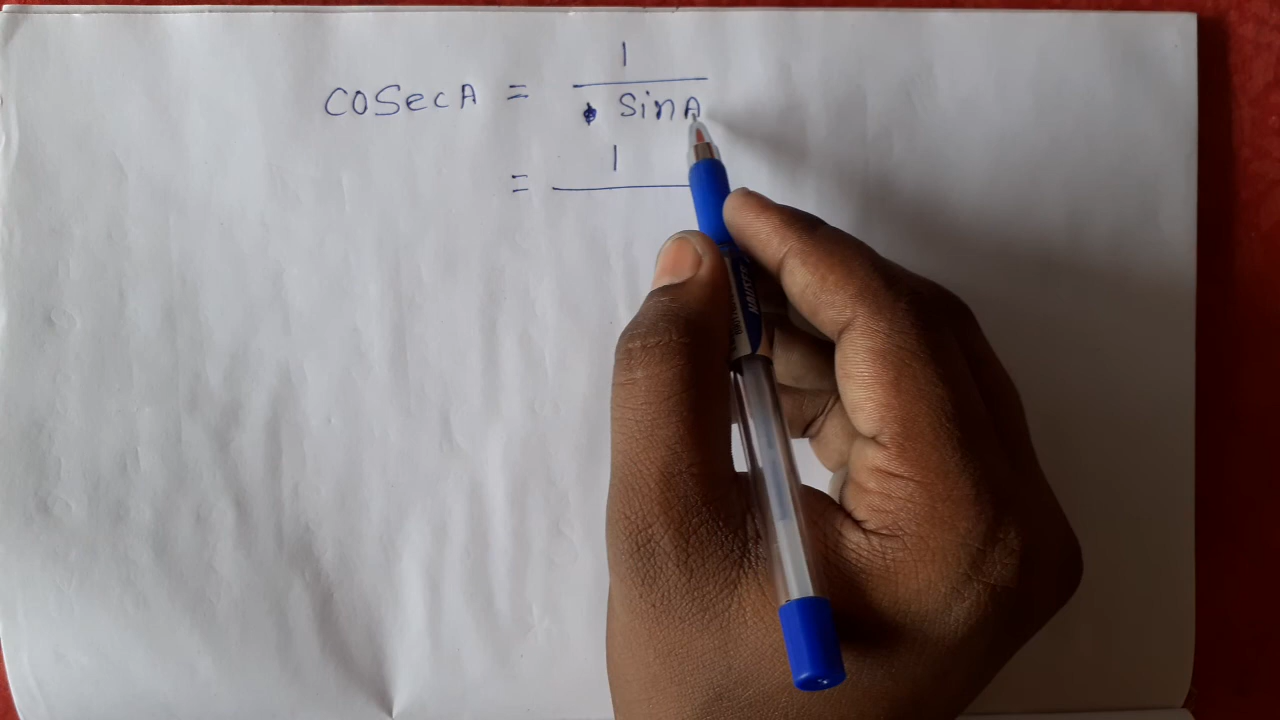 cosecA = 1 / sinA
= 1 /